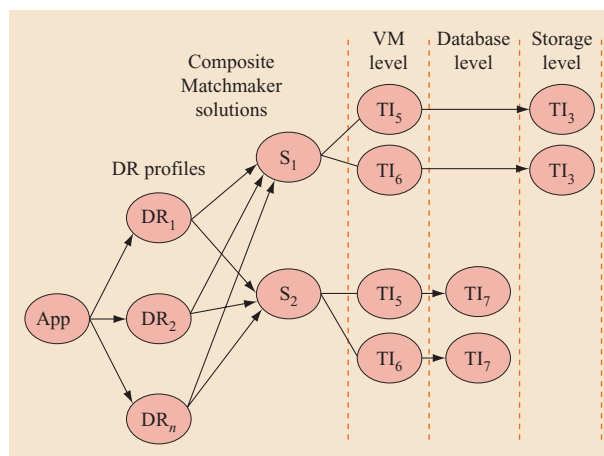 VM level
Database level
Storage level
Composite
Matchmaker
solutions
DR profiles
TI5
TI3
S1
TI6
TI3
DR1
App
DR2
S2
TI5
TI7
TI6
TI7
DRn